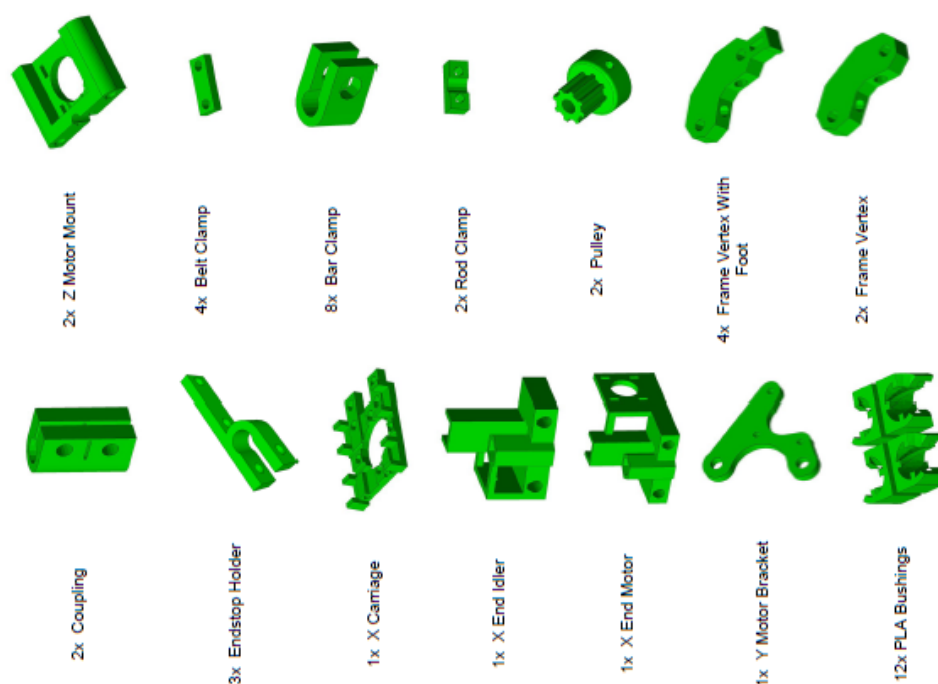 2x Z Motor Mount
4x Belt Clamp
8x Bar Clamp
2x Rod Clamp
2x Pulley
4x Frame Vertex With
Foot
2x Frame Vertex
2x Coupling
3x Endstop Holder
1x X Carriage
1x X End Idler
1x X End Motor
1x Y Motor Bracket
12x PLA Bushings